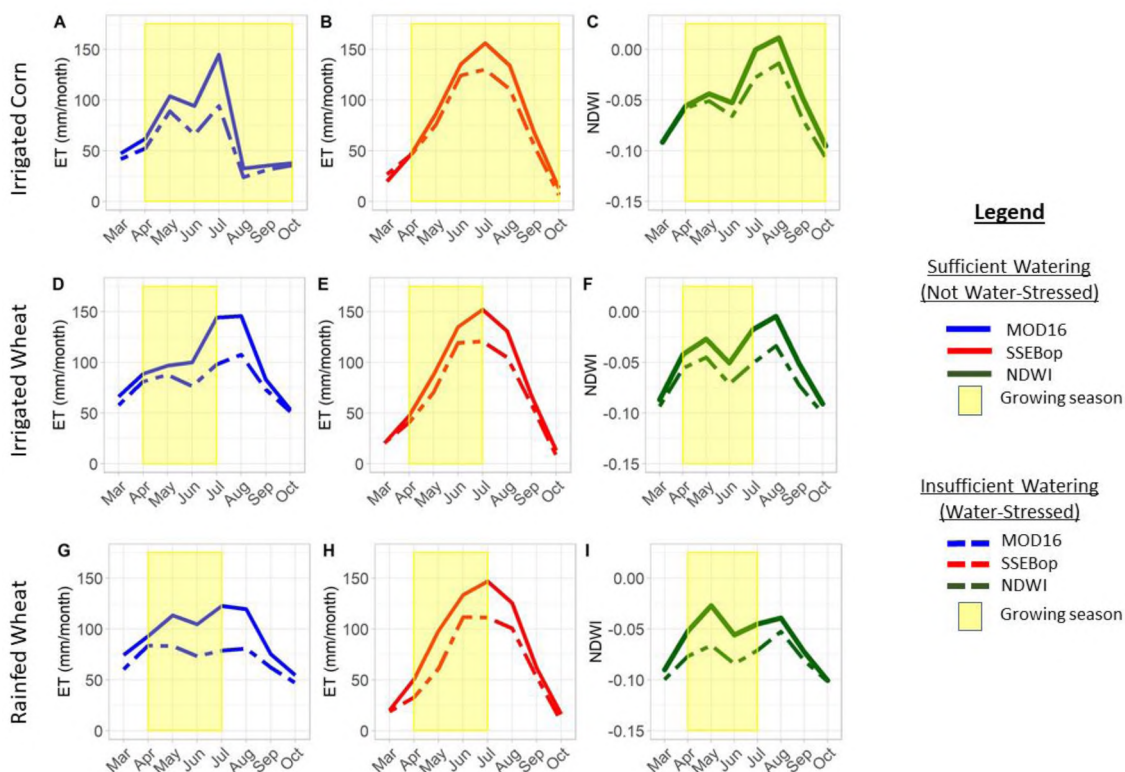 Irrigated Corn
A
ET (mm/month)
150
100
50
0
Mar Apr May Jun Jul Aug Sep Oct
B
ET (mm/month)
150
100
50
0
Mar Apr May Jun Jul Aug Sep Oct
C
NDWI
0.00
-0.05
-0.10
-0.15
Mar Apr May Jun Jul Aug Sep Oct
Irrigated Wheat
D
ET (mm/month)
150
100
50
0
Mar Apr May Jun Jul Aug Sep Oct
E
ET (mm/month)
150
100
50
0
Mar Apr May Jun Jul Aug Sep Oct
F
NDWI
0.00
-0.05
-0.10
-0.15
Mar Apr May Jun Jul Aug Sep Oct
Rainfed Wheat
G
ET (mm/month)
150
100
50
0
Mar Apr May Jun Jul Aug Sep Oct
H
ET (mm/month)
150
100
50
0
Mar Apr May Jun Jul Aug Sep Oct
I
NDWI
0.00
-0.05
-0.10
-0.15
Mar Apr May Jun Jul Aug Sep Oct
Legend
Sufficient Watering
(Not Water-Stressed)
MOD16
SSEBop
NDWI
Growing season
Insufficient Watering
(Water-Stressed)
MOD16
SSEBop
NDWI
Growing season